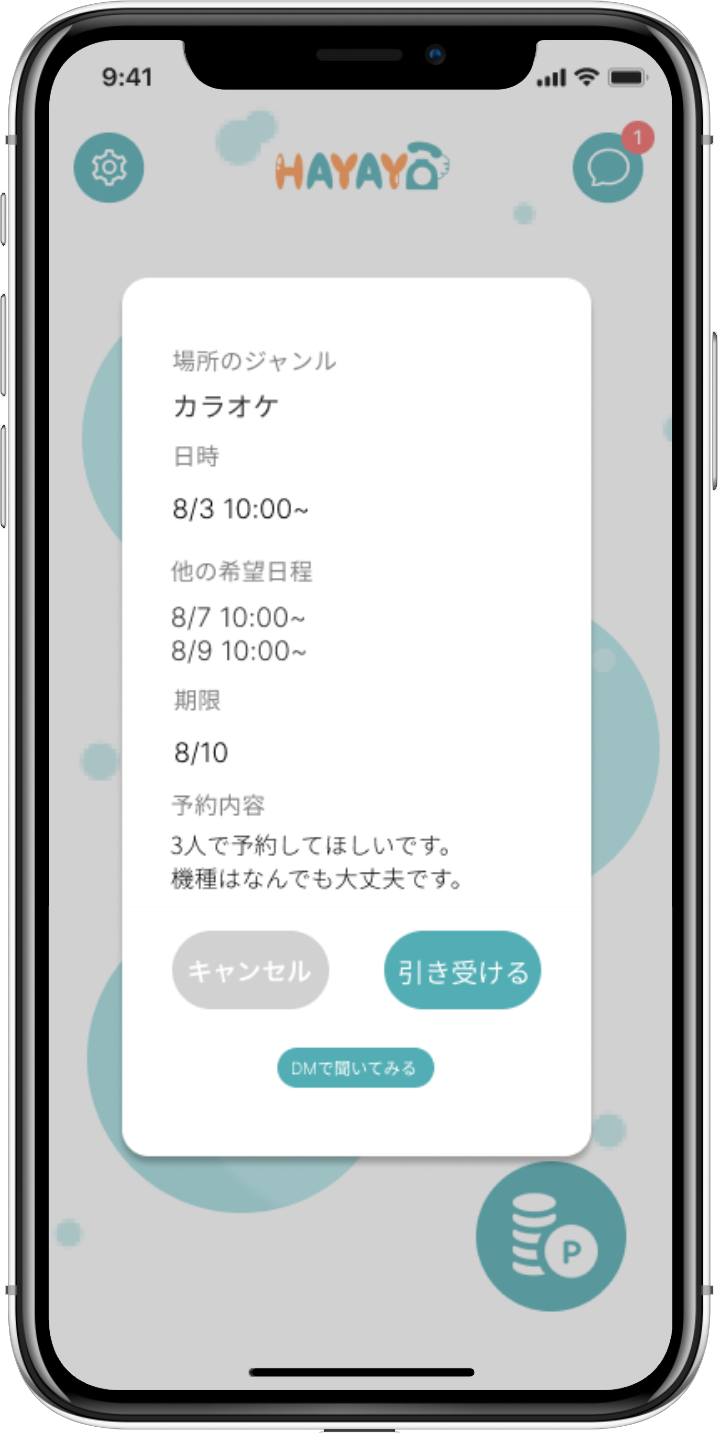 9:41
1
HAYAYO
場所のジャンル
カラオケ
日時
8/3 10:00~
他の希望日程
8/7 10:00~
8/9 10:00~
期限
8/10
予約内容
3人で予約してほしいです。
機種はなんでも大丈夫です。
キャンセル
引き受ける
DMで聞いてみる
P